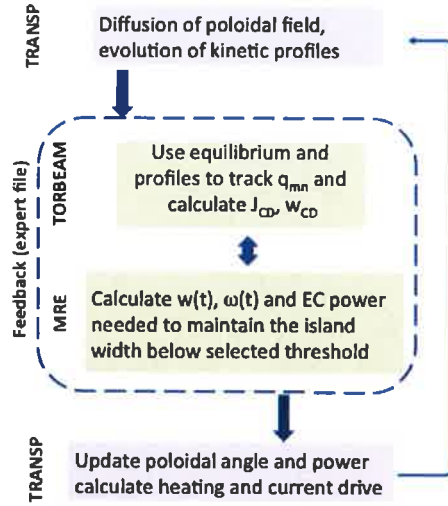 TRANSP
Diffusion of poloidal field,
evolution of kinetic profiles
Feedback (expert file)
TORBEAM
Use equilibrium and
profiles to track qmn and
calculate JCD, wCD
MRE
Calculate w(t), ω(t) and EC power
needed to maintain the island
width below selected threshold
TRANSP
Update poloidal angle and power
calculate heating and current drive